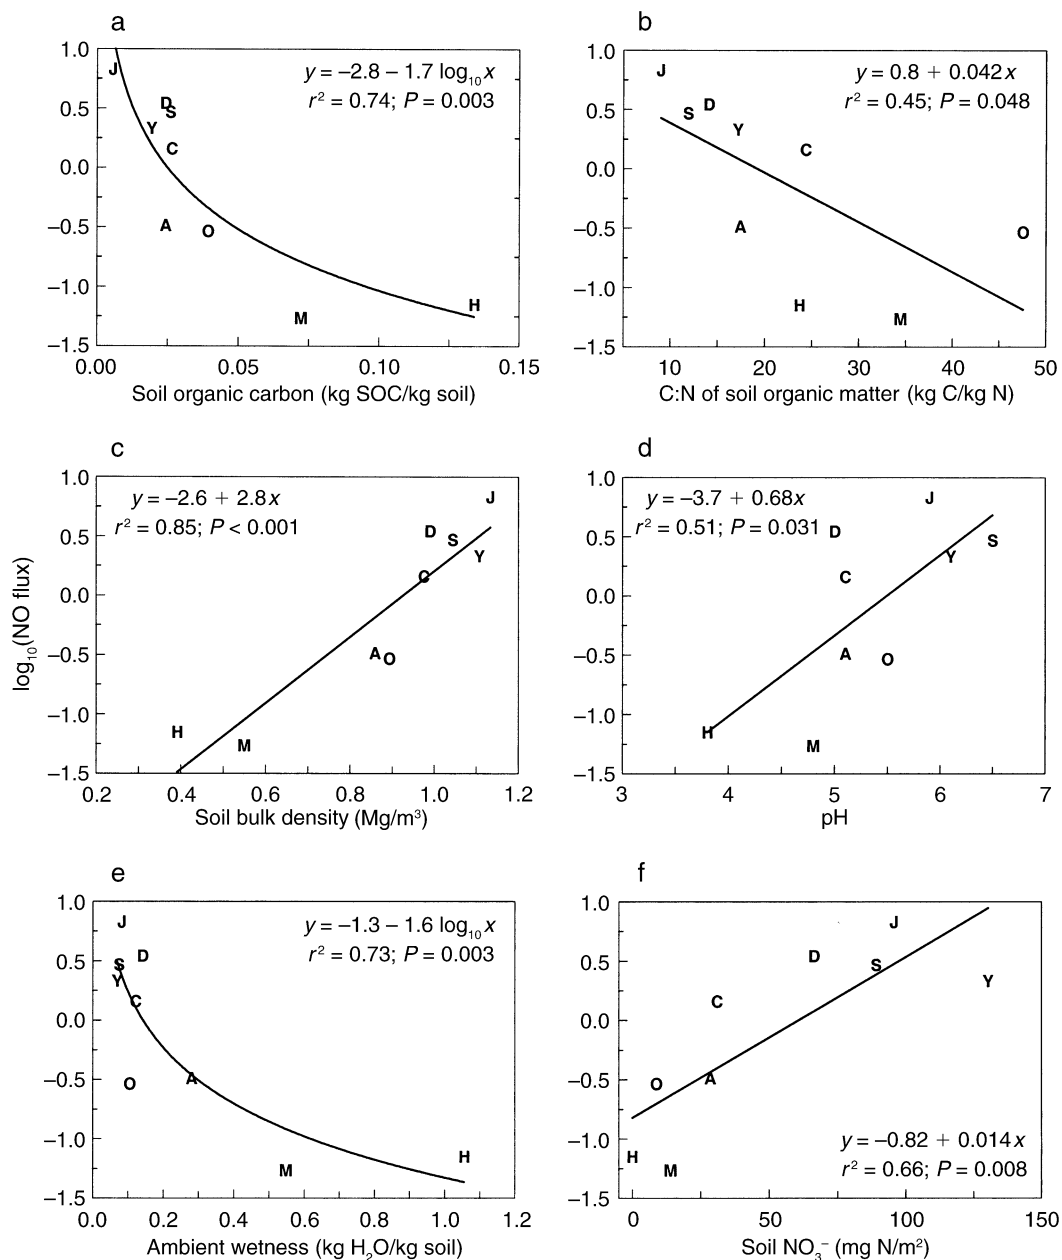 a
1.0
0.5
0.0
–0.5
–1.0
–1.5
J
D
S
Y
C
A
O
M
H
y = –2.8 – 1.7 log₁₀x
r² = 0.74; P = 0.003
0.00 0.05 0.10 0.15
Soil organic carbon (kg SOC/kg soil)
b
1.0
0.5
0.0
–0.5
–1.0
–1.5
J
D
S
Y
C
A
O
H
M
y = 0.8 + 0.042x
r² = 0.45; P = 0.048
10 20 30 40 50
C:N of soil organic matter (kg C/kg N)
log₁₀(NO flux)
c
1.0
0.5
0.0
–0.5
–1.0
–1.5
y = –2.6 + 2.8x
r² = 0.85; P < 0.001
J
D
S
Y
C
A
O
H
M
0.2 0.4 0.6 0.8 1.0 1.2
Soil bulk density (Mg/m³)
d
1.0
0.5
0.0
–0.5
–1.0
–1.5
y = –3.7 + 0.68x
r² = 0.51; P = 0.031
J
D
S
Y
C
A
O
H
M
3 4 5 6 7
pH
e
1.0
0.5
0.0
–0.5
–1.0
–1.5
J
D
S
Y
C
O
A
M
H
y = –1.3 – 1.6 log₁₀x
r² = 0.73; P = 0.003
0.0 0.2 0.4 0.6 0.8 1.0 1.2
Ambient wetness (kg H₂O/kg soil)
f
1.0
0.5
0.0
–0.5
–1.0
–1.5
J
D
S
Y
C
O
A
H
M
y = –0.82 + 0.014x
r² = 0.66; P = 0.008
0 50 100 150
Soil NO₃⁻ (mg N/m²)